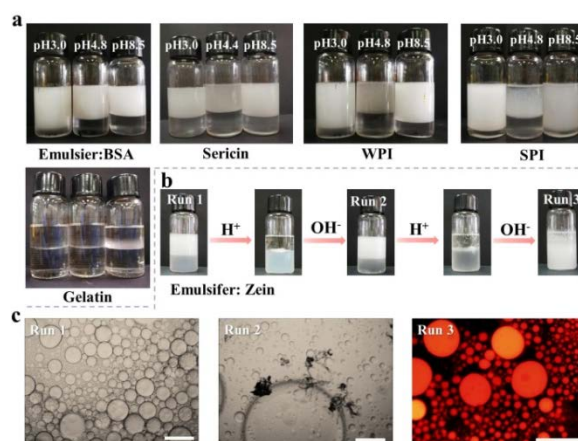 a
pH3.0 pH4.8 pH8.5
pH3.0 pH4.4 pH8.5
pH3.0 pH4.8 pH8.5
pH3.0 pH4.8 pH8.5
Emulsier:BSA
Sericin
WPI
SPI
Gelatin
b
Run 1
H⁺
OH⁻
Run 2
H⁺
OH⁻
Run 3
Emulsifer: Zein
c
Run 1
Run 2
Run 3